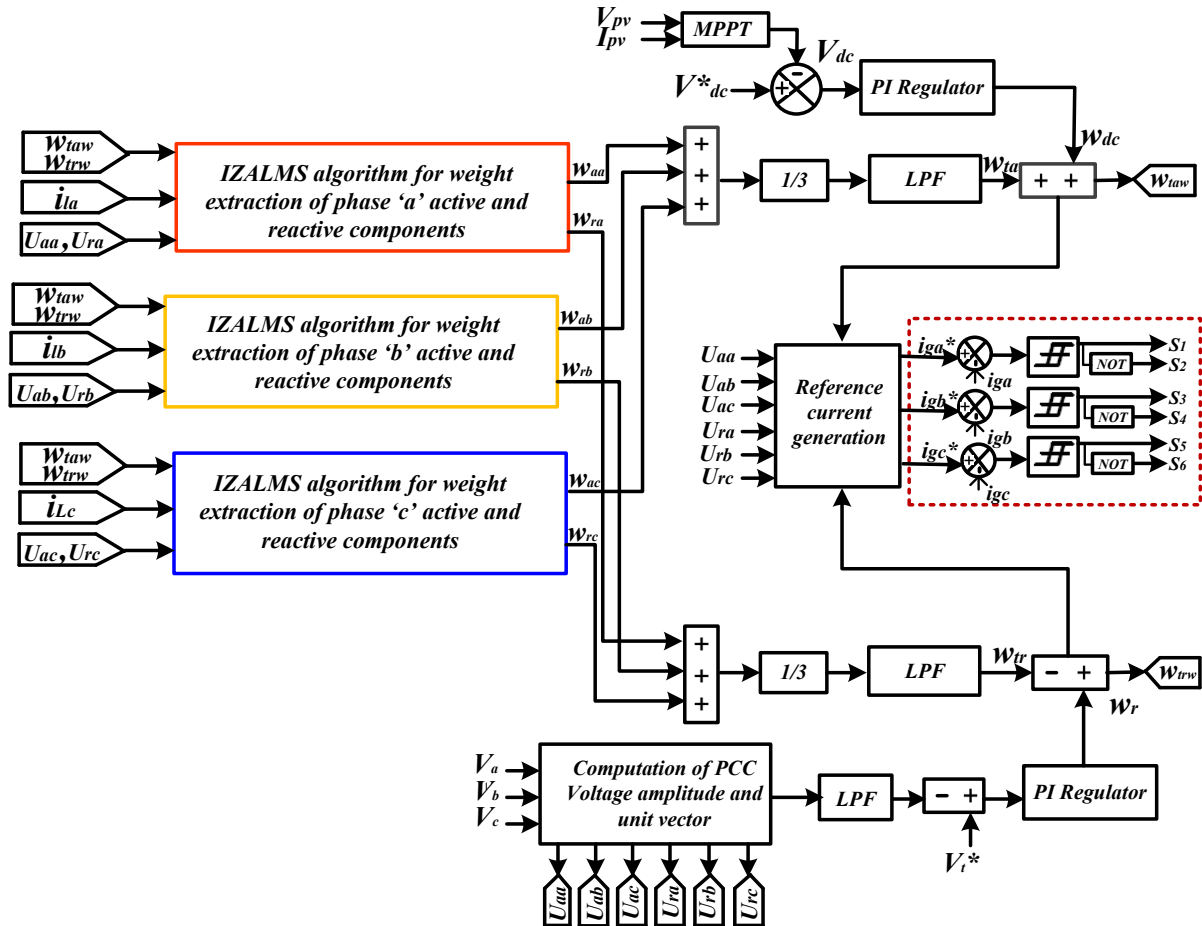 Vpv
Ipv
MPPT
Vdc
V*dc
−
+
PI Regulator
wdc
wtaw
wtrw
ila
Uaa,Ura
IZALMS algorithm for weight
extraction of phase ‘a’ active and
reactive components
waa
wra
+
+
+
1/3
LPF
wta
+ +
wtaw
wtaw
wtrw
ilb
Uab,Urb
IZALMS algorithm for weight
extraction of phase ‘b’ active and
reactive components
wab
wrb
wtaw
wtrw
iLc
Uac,Urc
IZALMS algorithm for weight
extraction of phase ‘c’ active and
reactive components
wac
wrc
Uaa
Uab
Uac
Ura
Urb
Urc
Reference
current
generation
iga*
+
-
iga
NOT
S1
S2
igb*
+
-
igb
NOT
S3
S4
igc*
+
-
igc
NOT
S5
S6
+
+
+
1/3
LPF
wtr
- +
wtrw
wr
Va
Vb
Vc
Computation of PCC
Voltage amplitude and
unit vector
LPF
- +
Vt*
PI Regulator
Uaa
Uab
Uac
Ura
Urb
Urc